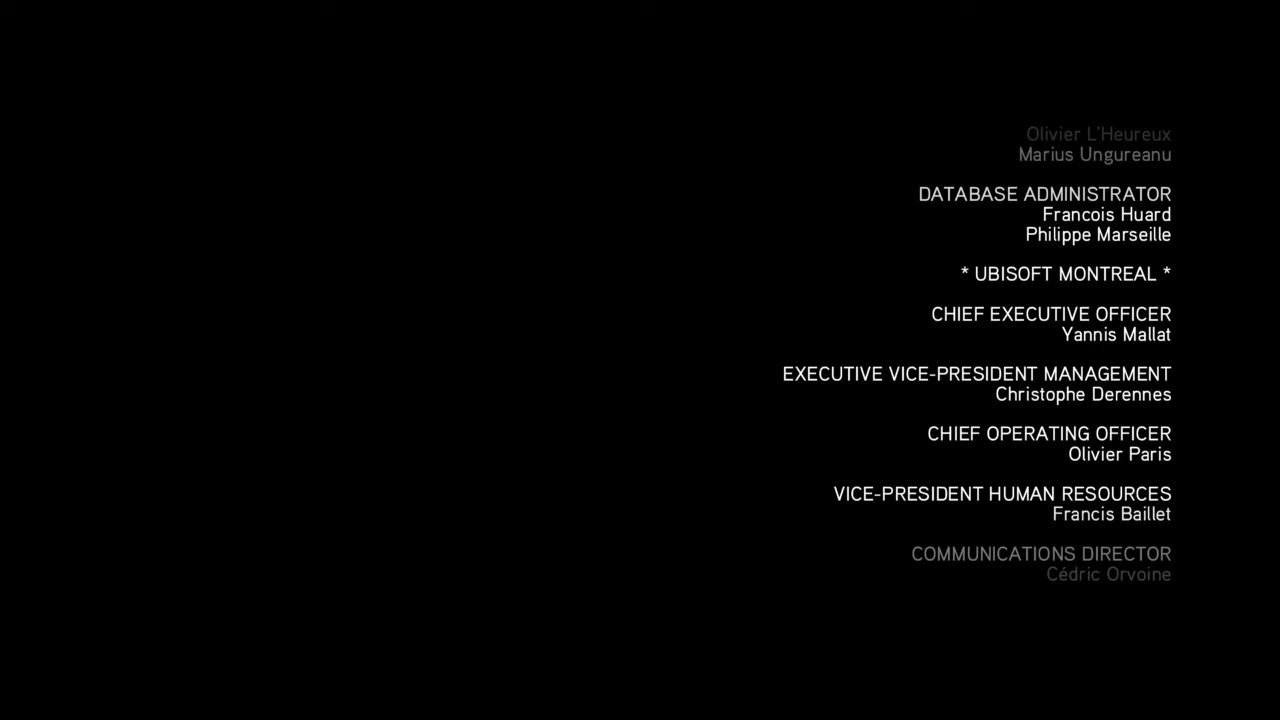 Olivier L'Heureux
Marius Ungureanu
DATABASE ADMINISTRATOR
Francois Huard
Philippe Marseille
* UBISOFT MONTREAL *
CHIEF EXECUTIVE OFFICER
Yannis Mallat
EXECUTIVE VICE-PRESIDENT MANAGEMENT
Christophe Derennes
CHIEF OPERATING OFFICER
Olivier Paris
VICE-PRESIDENT HUMAN RESOURCES
Francis Baillet
COMMUNICATIONS DIRECTOR
Cédric Orvoine